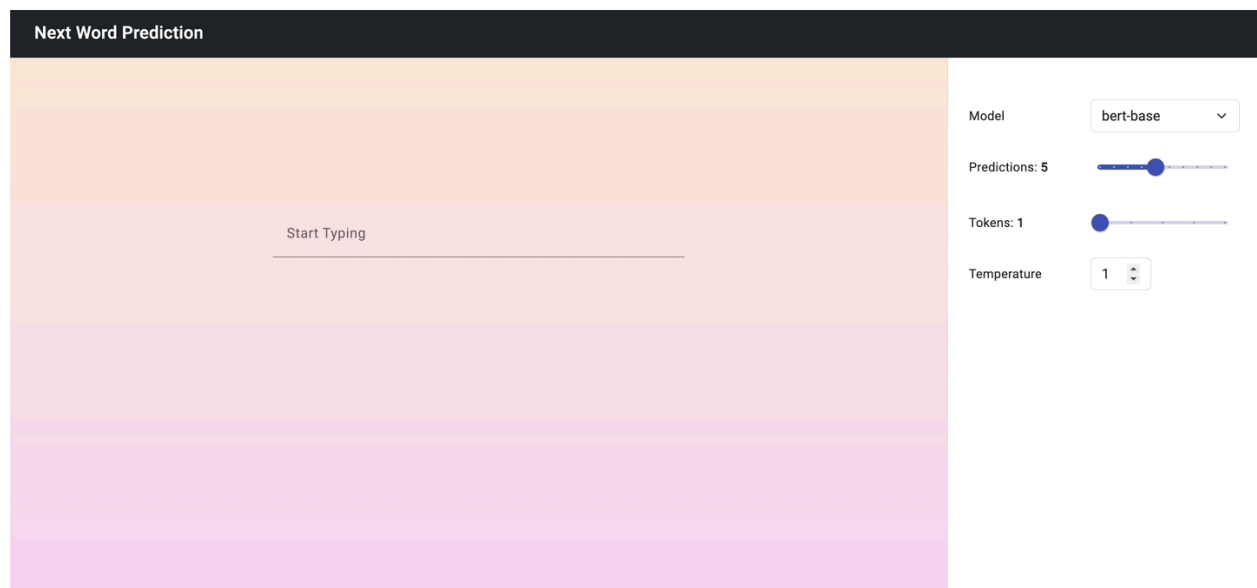 Next Word Prediction
Start Typing
Model bert-base
Predictions: 5
Tokens: 1
Temperature 1